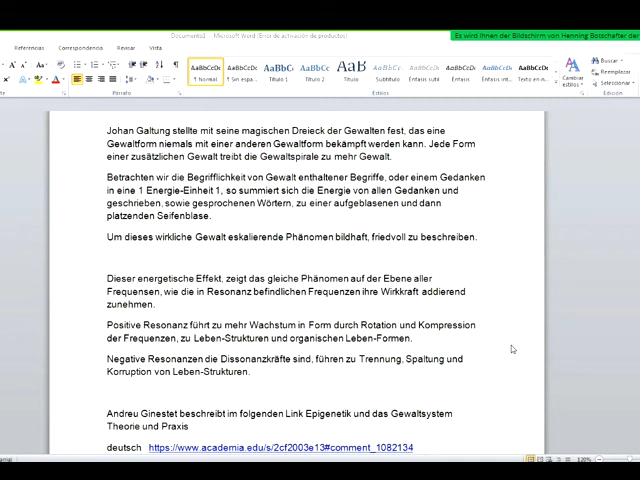 Documento1 - Microsoft Word (Error de activación de productos)
Es wird Ihnen der Bildschirm von Henning Botschafter der
Referencias Correspondencia Revisar Vista
AaBbCcDc AaBbCcDc AaBbC AaBbCc AaB AaBbCc. AaBbCcDc AaBbCcDc AaBbCcDc AaBbCcDc
¶ Normal ¶ Sin espa... Título 1 Título 2 Título Subtítulo Énfasis sutil Énfasis Énfasis int... Texto en n...
Cambiar estilos
Buscar
Reemplazar
Seleccionar
Párrafo Estilos Edición
Johan Galtung stellte mit seine magischen Dreieck der Gewalten fest, das eine
Gewaltform niemals mit einer anderen Gewaltform bekämpft werden kann. Jede Form
einer zusätzlichen Gewalt treibt die Gewaltspirale zu mehr Gewalt.
Betrachten wir die Begrifflichkeit von Gewalt enthaltener Begriffe, oder einem Gedanken
in eine 1 Energie-Einheit 1, so summiert sich die Energie von allen Gedanken und
geschrieben, sowie gesprochenen Wörtern, zu einer aufgeblasenen und dann
platzenden Seifenblase.
Um dieses wirkliche Gewalt eskalierende Phänomen bildhaft, friedvoll zu beschreiben.
Dieser energetische Effekt, zeigt das gleiche Phänomen auf der Ebene aller
Frequensen, wie die in Resonanz befindlichen Frequenzen ihre Wirkkraft addierend
zunehmen.
Positive Resonanz führt zu mehr Wachstum in Form durch Rotation und Kompression
der Frequenzen, zu Leben-Strukturen und organischen Leben-Formen.
Negative Resonanzen die Dissonanzkräfte sind, führen zu Trennung, Spaltung und
Korruption von Leben-Strukturen.
Andreu Ginestet beschreibt im folgenden Link Epigenetik und das Gewaltsystem
Theorie und Praxis
deutsch https://www.academia.edu/s/2cf2003e13#comment_1082134
120%